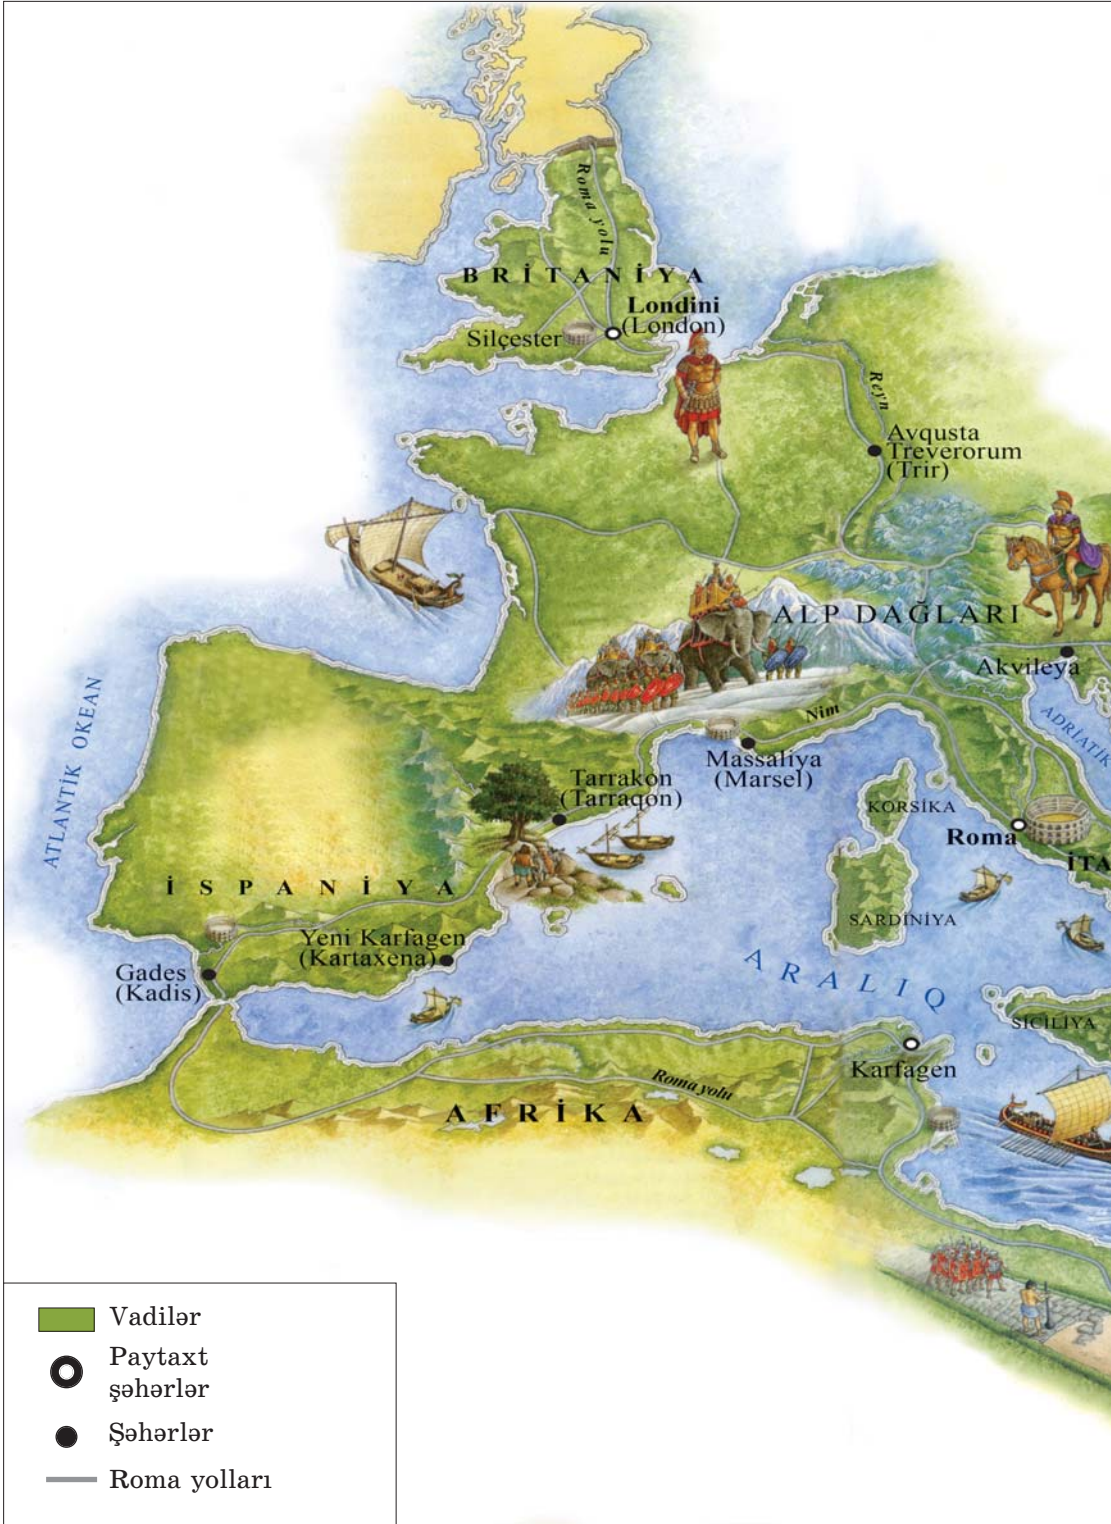 Roma yolu
BRİTANİYA
Londini
(London)
Silçester
Reyn
Avqusta
Treverorum
(Trir)
ALP DAĞLARI
Akvileya
ATLANTİK OKEAN
ADRİATİK
Nim
Massaliya
(Marsel)
Tarrakon
(Tarraqon)
KORSİKA
Roma
İTA
İSPANİYA
SARDİNİYA
Yeni Karfagen
(Kartaxena)
Gades
(Kadis)
ARALIQ
SİCİLİYA
Karfagen
Roma yolu
AFRİKA
Vadilər
Paytaxt
şəhərlər
Şəhərlər
Roma yolları